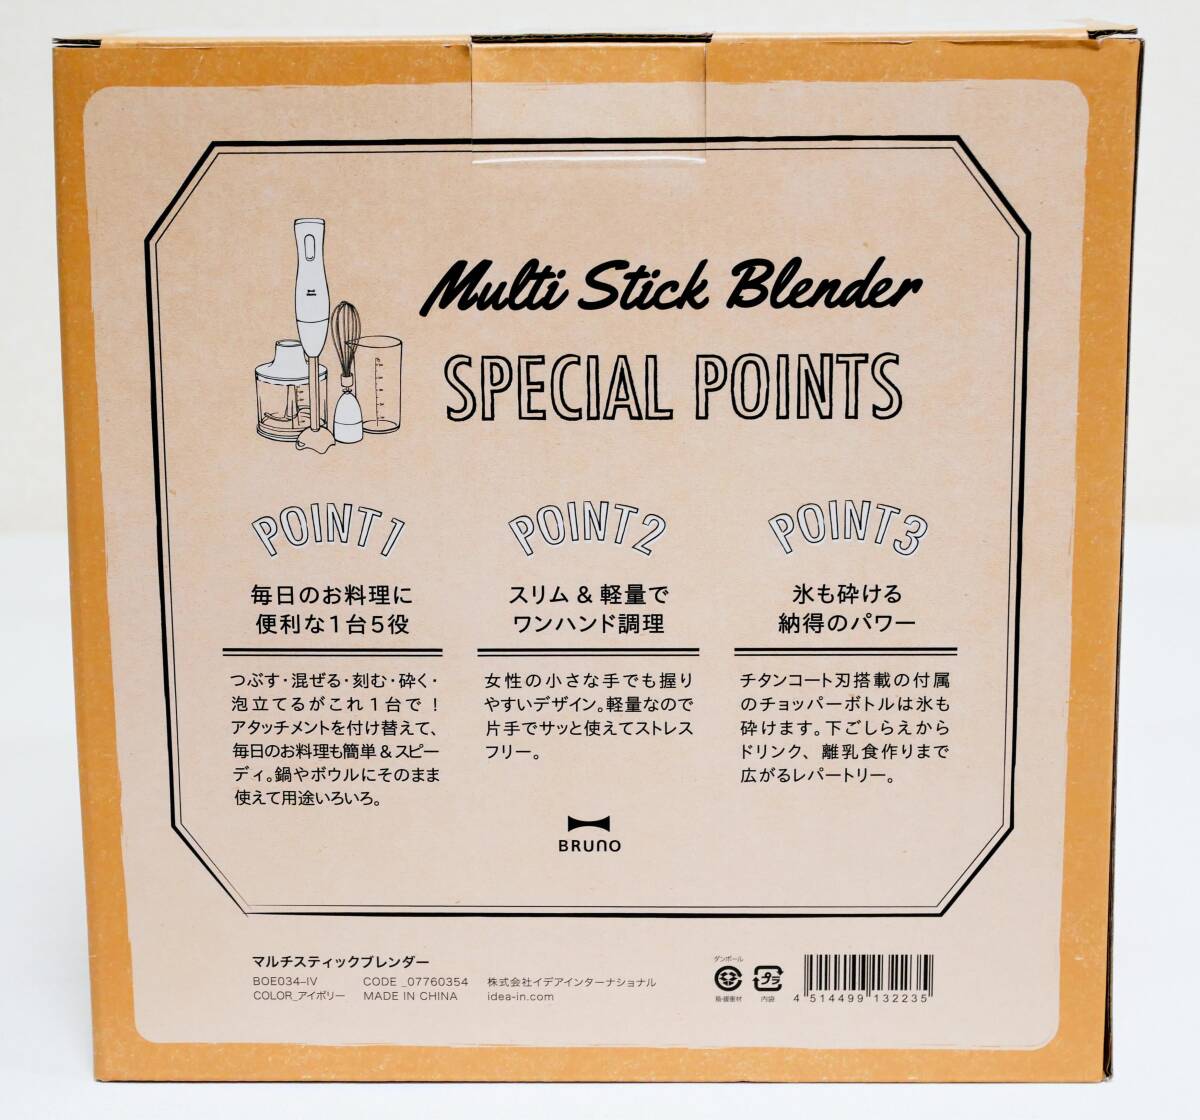 Multi Stick Blender
SPECIAL POINTS
POINT1
毎日のお料理に
便利な1台5役
つぶす・混ぜる・刻む・砕く・
泡立てるがこれ1台で!
アタッチメントを付け替えて、
毎日のお料理も簡単&スピー
ディ。鍋やボウルにそのまま
使えて用途いろいろ。
POINT2
スリム&軽量で
ワンハンド調理
女性の小さな手でも握り
やすいデザイン。軽量なので
片手でサッと使えてストレス
フリー。
POINT3
氷も砕ける
納得のパワー
チタンコート刃搭載の付属
のチョッパーボトルは氷も
砕けます。下ごしらえから
ドリンク、離乳食作りまで
広がるレパートリー。
BRUNO
マルチスティックブレンダー
BOE034-IV CODE_07760354 株式会社イデアインターナショナル
COLOR_アイボリー MADE IN CHINA idea-in.com
ダンボール
箱・緩衝材
プラ
内袋
4 514499 132235